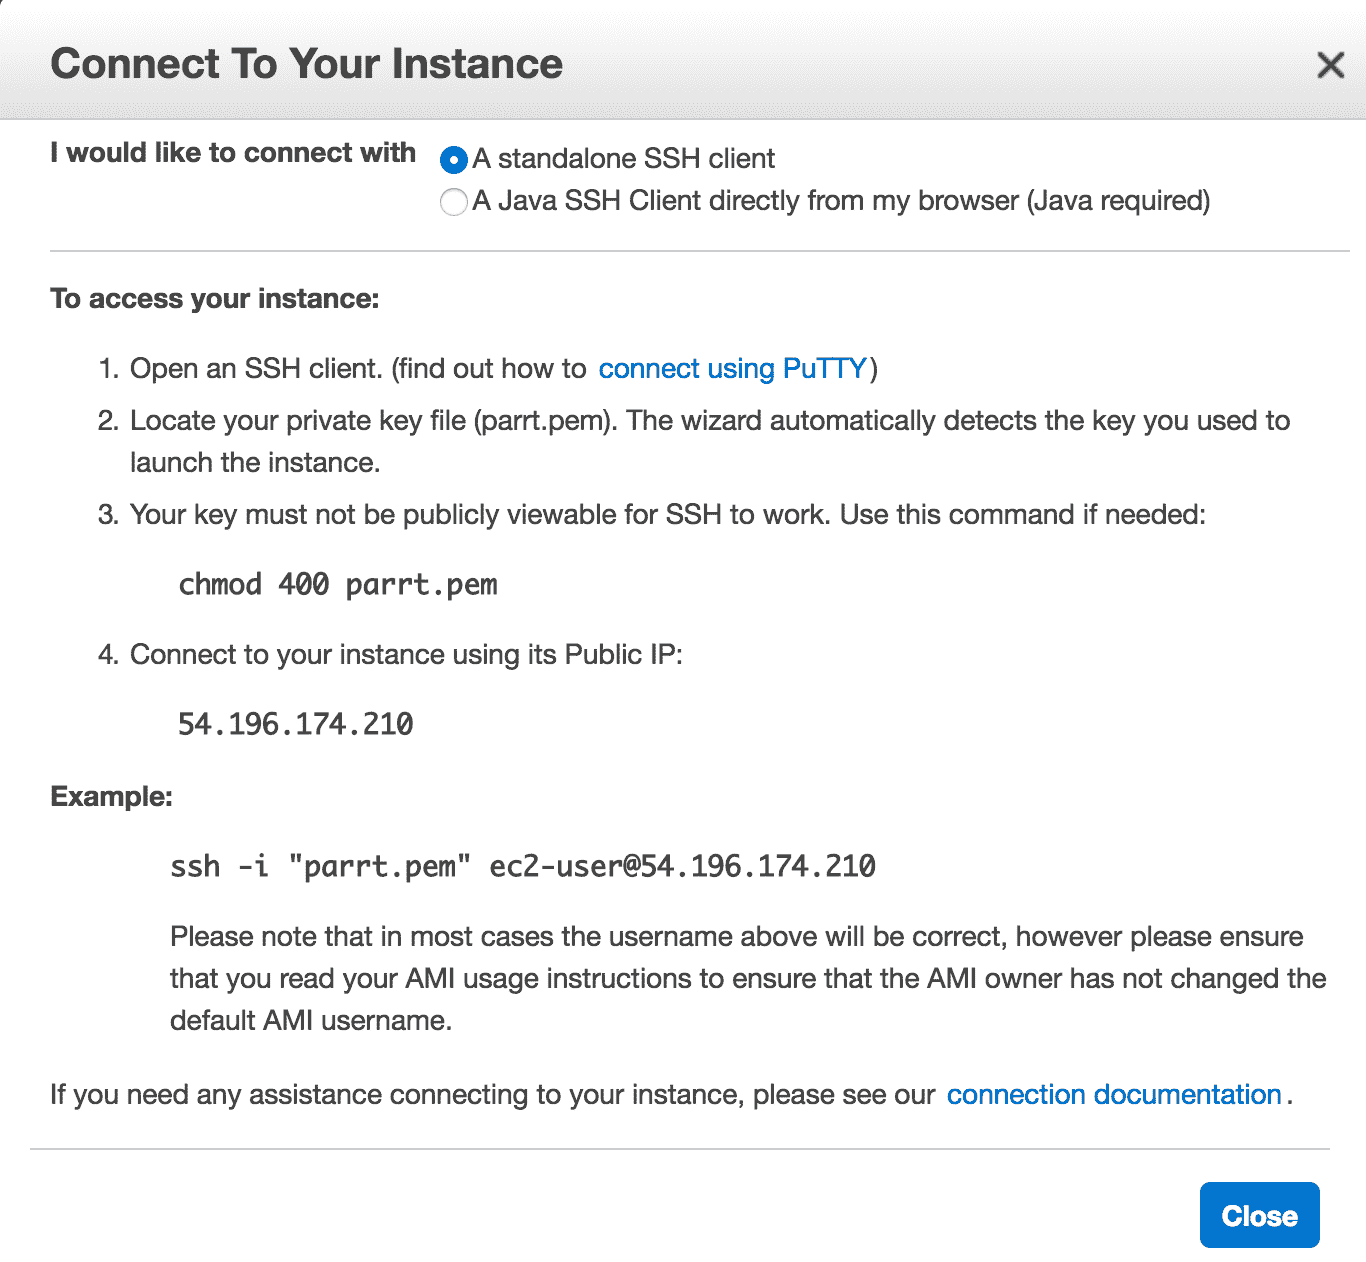 Connect To Your Instance
I would like to connect with
A standalone SSH client
A Java SSH Client directly from my browser (Java required)
To access your instance:
1. Open an SSH client. (find out how to connect using PuTTY)
2. Locate your private key file (parrt.pem). The wizard automatically detects the key you used to
launch the instance.
3. Your key must not be publicly viewable for SSH to work. Use this command if needed:
chmod 400 parrt.pem
4. Connect to your instance using its Public IP:
54.196.174.210
Example:
ssh -i "parrt.pem" ec2-user@54.196.174.210
Please note that in most cases the username above will be correct, however please ensure
that you read your AMI usage instructions to ensure that the AMI owner has not changed the
default AMI username.
If you need any assistance connecting to your instance, please see our connection documentation .
Close